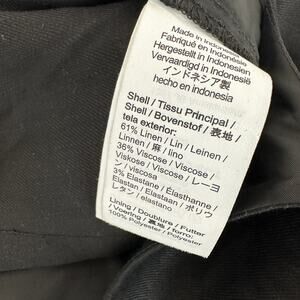 Made in Indonesia
Fabriqué en Indonésie
Hergestellt in Indonesien
Vervaardigd in Indonesië
インドネシア製
hecho en indonesia
Shell / Tissu Principal /
Shell / Bovenstof / 表地 /
tela exterior:
61% Linen / Lin / Leinen /
Linnen / 麻 / lino
36% Viscose / Viscose /
Viskose / Viscose / レーヨ
ン / viscosa
3% Elastane / Élasthanne /
Elastan / Elastaan / ポリウ
レタン / elastano
Lining / Doublure / Futter
/ Voering / 裏地 / forro:
100% Polyester / Polyester